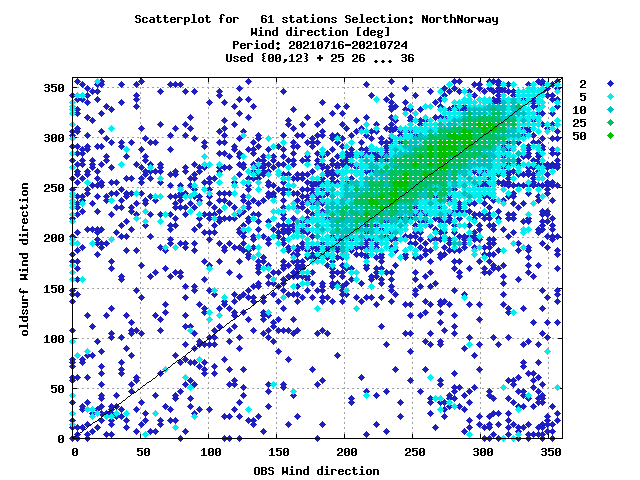 Scatterplot for   61 stations Selection: NorthNorway
Wind direction [deg]
Period: 20210716-20210724
Used {00,12} + 25 26 ... 36
2
5
10
25
50
350
300
250
200
150
100
50
0
oldsurf Wind direction
0 50 100 150 200 250 300 350
OBS Wind direction